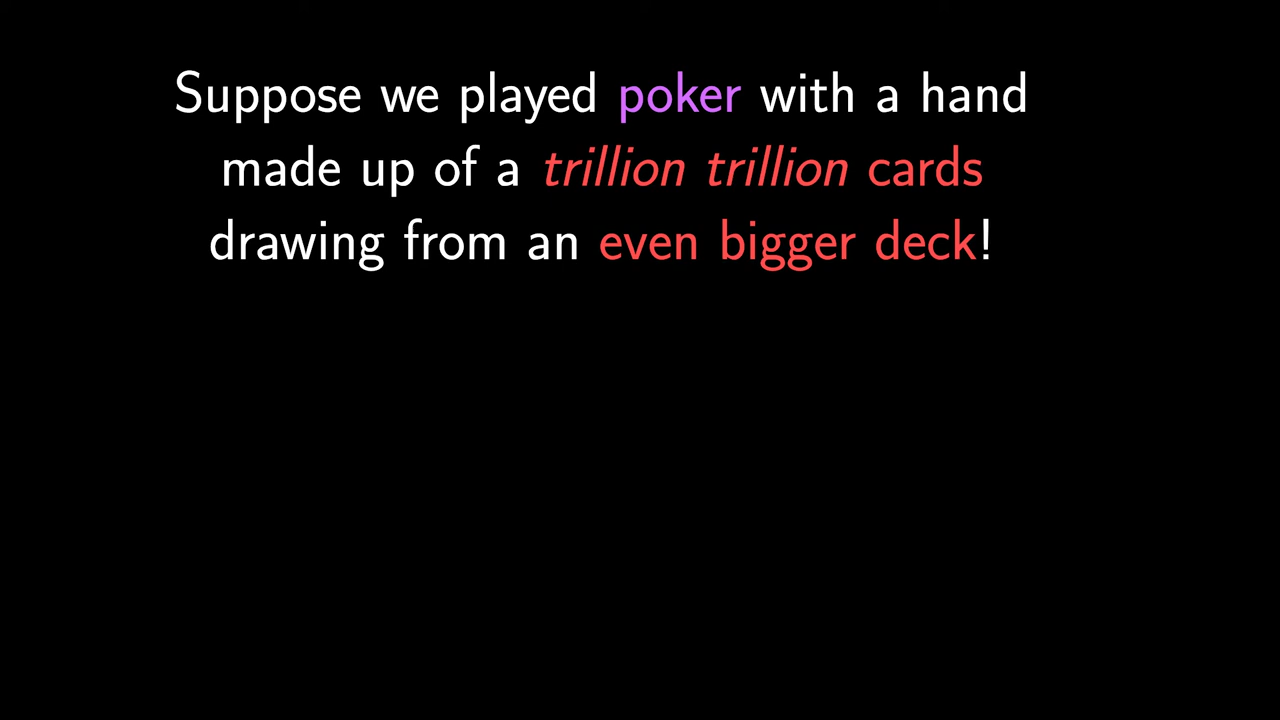 Suppose we played poker with a hand
made up of a trillion trillion cards
drawing from an even bigger deck!